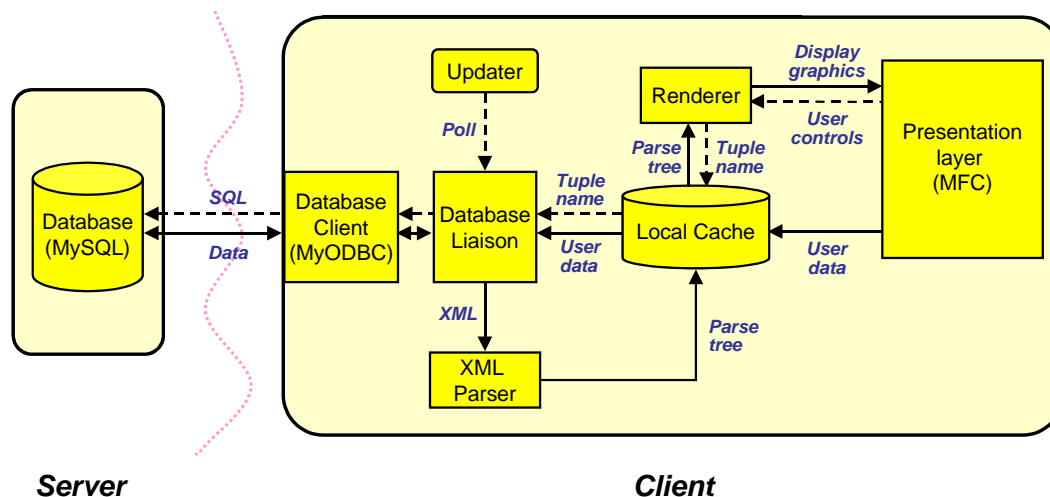 Display
graphics
Updater
Renderer
User
controls
Poll
Parse
tree
Tuple
name
Presentation
layer
(MFC)
SQL
Database
(MySQL)
Data
Database
Client
(MyODBC)
Database
Liaison
Tuple
name
User
data
Local Cache
User
data
XML
Parse
tree
XML
Parser
Server
Client